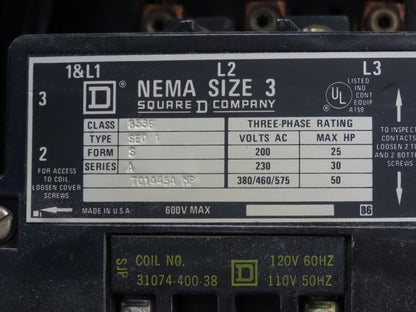 1&L1 L2 L3
3
D ® NEMA SIZE 3
SQUARE D COMPANY
UL ® LISTED
IND
CONT
EQUIP
A159
CLASS 8536
TYPE
FORM S
SERIES A
THREE-PHASE RATING
VOLTS AC MAX HP
200 25
230 30
380/460/575 50
2
FOR ACCESS
TO COIL
LOOSEN COVER
SCREWS
TO INSPECT
CONTACTS
LOOSEN 2 TO
AND 2 BOTTO
SCREWS
MADE IN U.S.A. 600V MAX 86
SJP
COIL NO.
31074-400-38
D
120V 60HZ
110V 50HZ